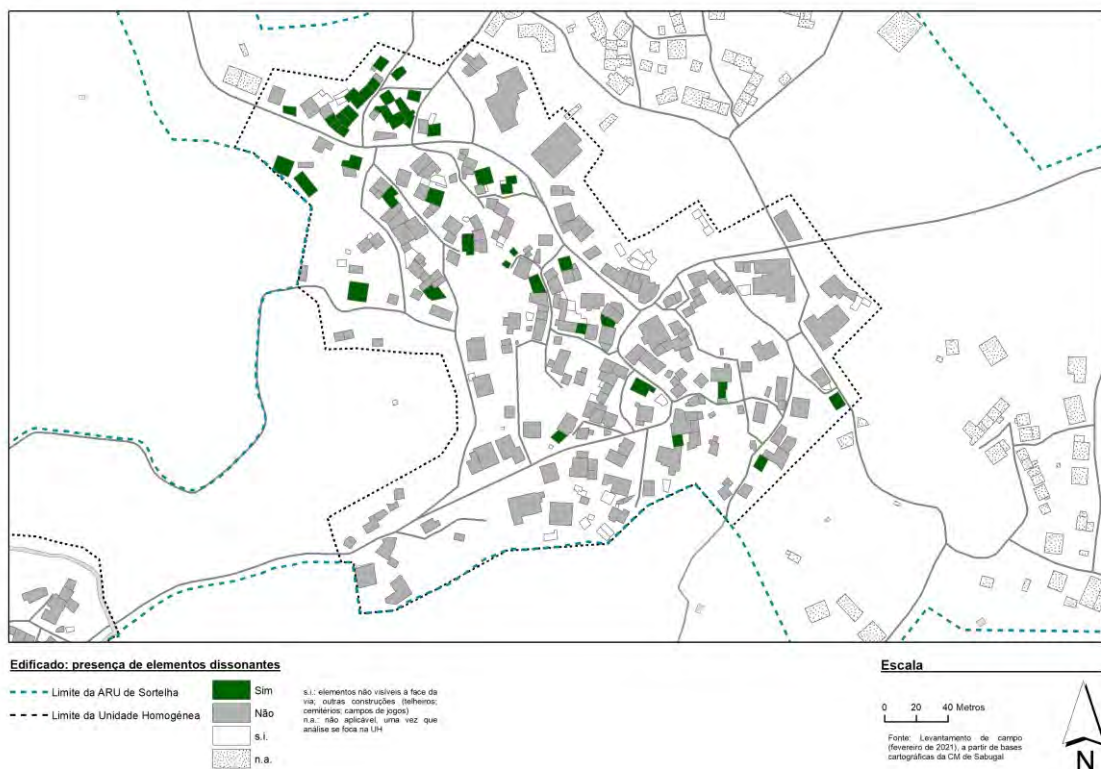 Edificado: presença de elementos dissonantes
Limite da ARU de Sortelha
Limite da Unidade Homogénea
Sim
Não
s.i.
n.a.
s.i.: elementos não visíveis à face da
via; outras construções (telheiros;
cemitérios; campos de jogos)
n.a.: não aplicável, uma vez que
análise se foca na UH
Escala
0 20 40 Metros
Fonte: Levantamento de campo
(fevereiro de 2021), a partir de bases
cartográficas da CM de Sabugal
N